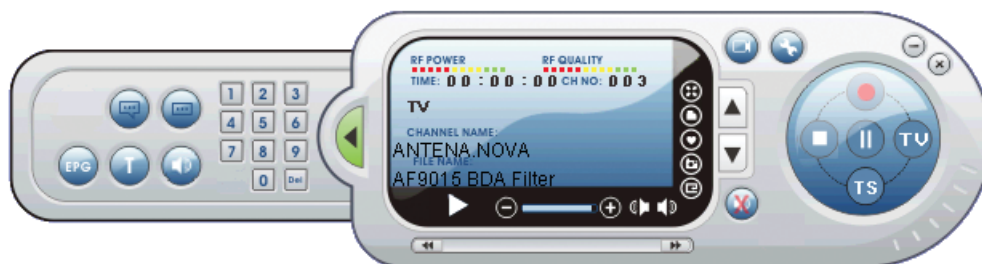 RF POWER RF QUALITY
TIME: 00:00:00 CH NO: 003
TV
CHANNEL NAME:
ANTENA.NOVA
FILE NAME:
AF9015 BDA Filter
1 2 3
4 5 6
7 8 9
0 Del
EPG T
TV
TS